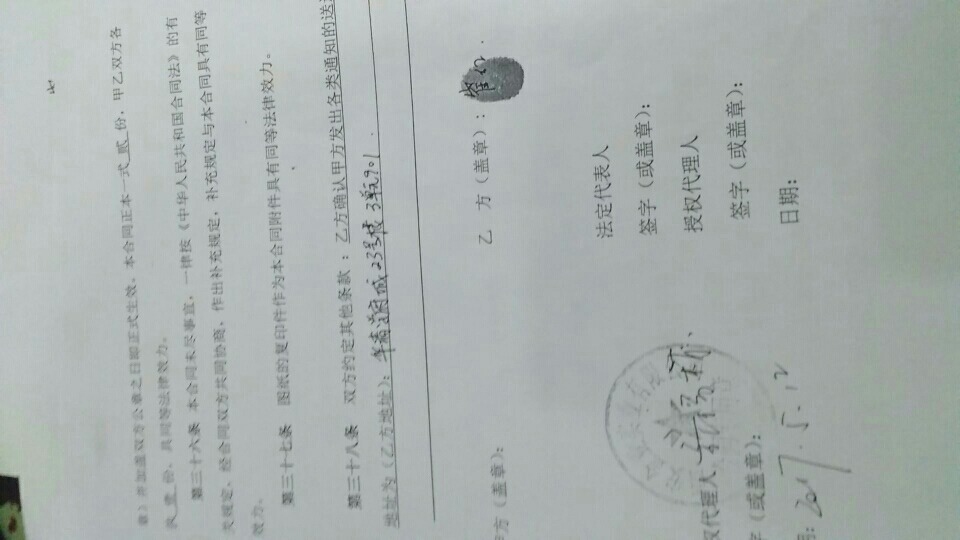 章）并加盖双方公章之日即正式生效。本合同正本一式 贰 份，甲乙双方各
执 壹 份，具同等法律效力。
第三十六条 本合同未尽事宜，一律按《中华人民共和国合同法》的有
关规定，经合同双方共同协商，作出补充规定，补充规定与本合同具有同等
效力。
第三十七条 图纸的复印件作为本合同附件具有同等法律效力。
第三十八条 双方约定其他条款：乙方确认甲方发出各类通知的送
地址为（乙方地址）：华 城23号楼3单元901
方（盖章）：
乙 方（盖章）：
法定代表人
签字（或盖章）：
权代理人
授权代理人
字（或盖章）：
签字（或盖章）：
期：2017.5.12
日期：